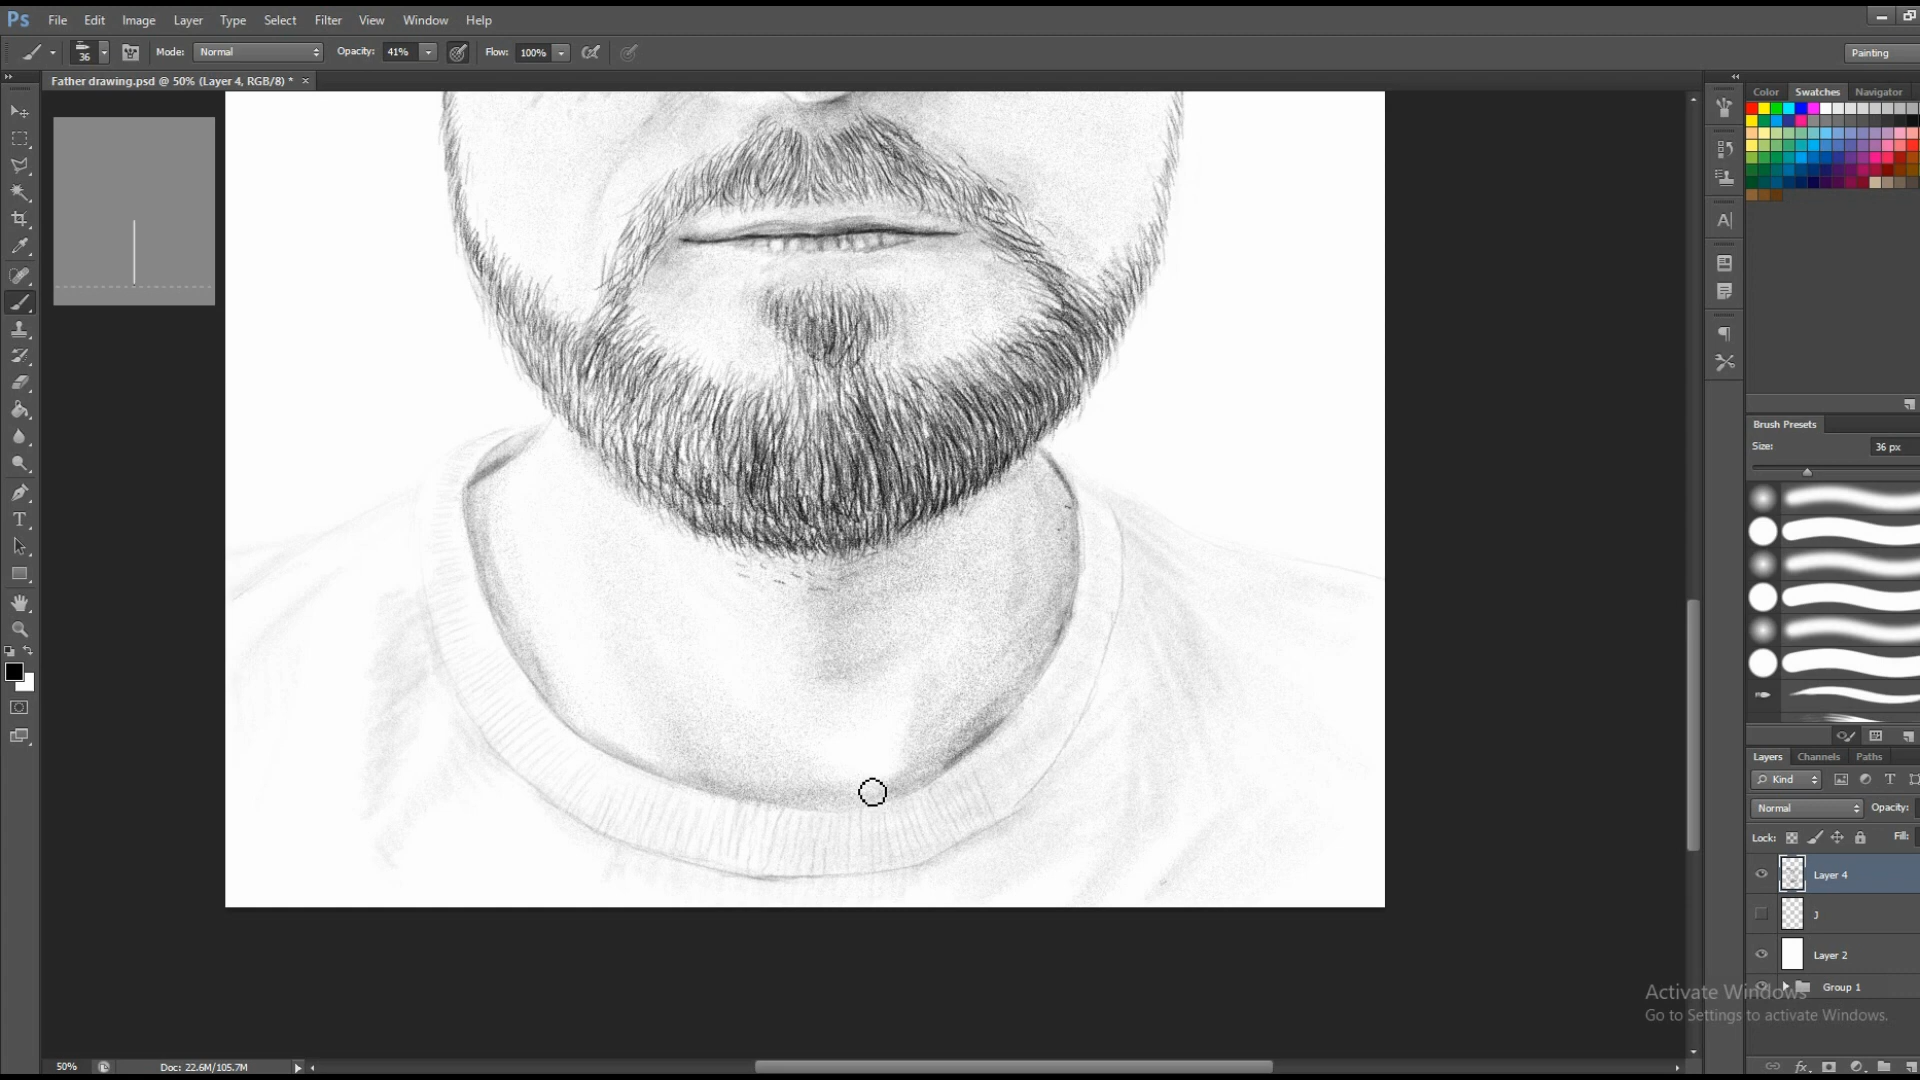 Ps File Edit Image Layer Type Select Filter View Window Help
36 Mode: Normal Opacity: 41% Flow: 100% Painting
Father drawing.psd @ 50% (Layer 4, RGB/8) * ×
Color Swatches Navigator
Brush Presets
Size: 36 px
Layers Channels Paths
Kind
Normal Opacity:
Lock: Fill:
Layer 4
J
Layer 2
Group 1
Activate Windows
Go to Settings to activate Windows.
50% Doc: 22.6M/105.7M